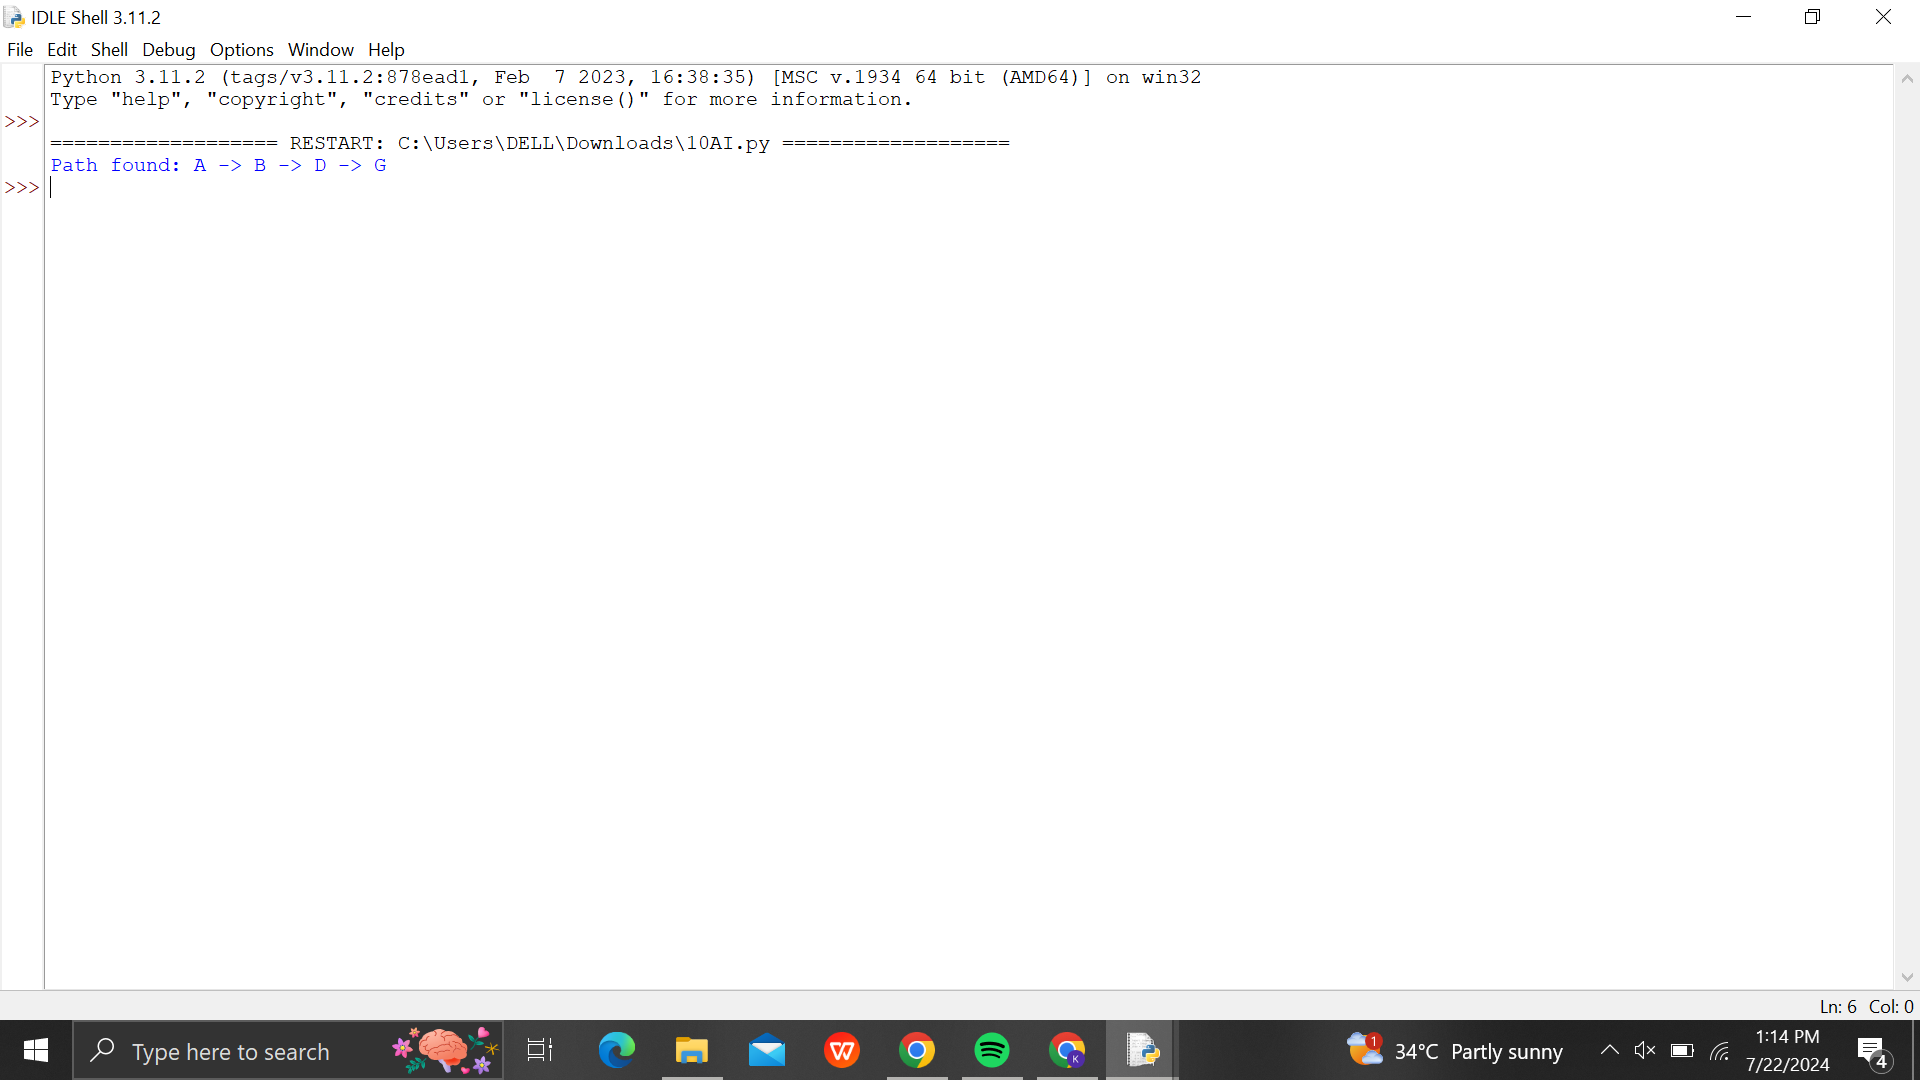 IDLE Shell 3.11.2
File Edit Shell Debug Options Window Help
Python 3.11.2 (tags/v3.11.2:878ead1, Feb  7 2023, 16:38:35) [MSC v.1934 64 bit (AMD64)] on win32
Type "help", "copyright", "credits" or "license()" for more information.
>>>
=================== RESTART: C:\Users\DELL\Downloads\10AI.py ===================
Path found: A -> B -> D -> G
>>>
Ln: 6 Col: 0
Type here to search
W
K
1
34°C Partly sunny
1:14 PM
7/22/2024
4